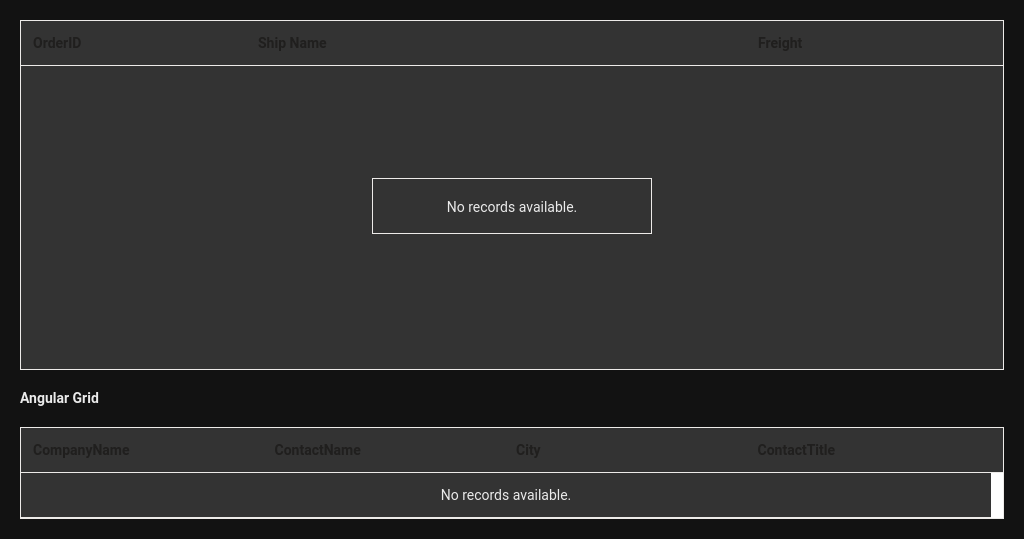 OrderID Ship Name Freight
No records available.
Angular Grid
CompanyName ContactName City ContactTitle
No records available.